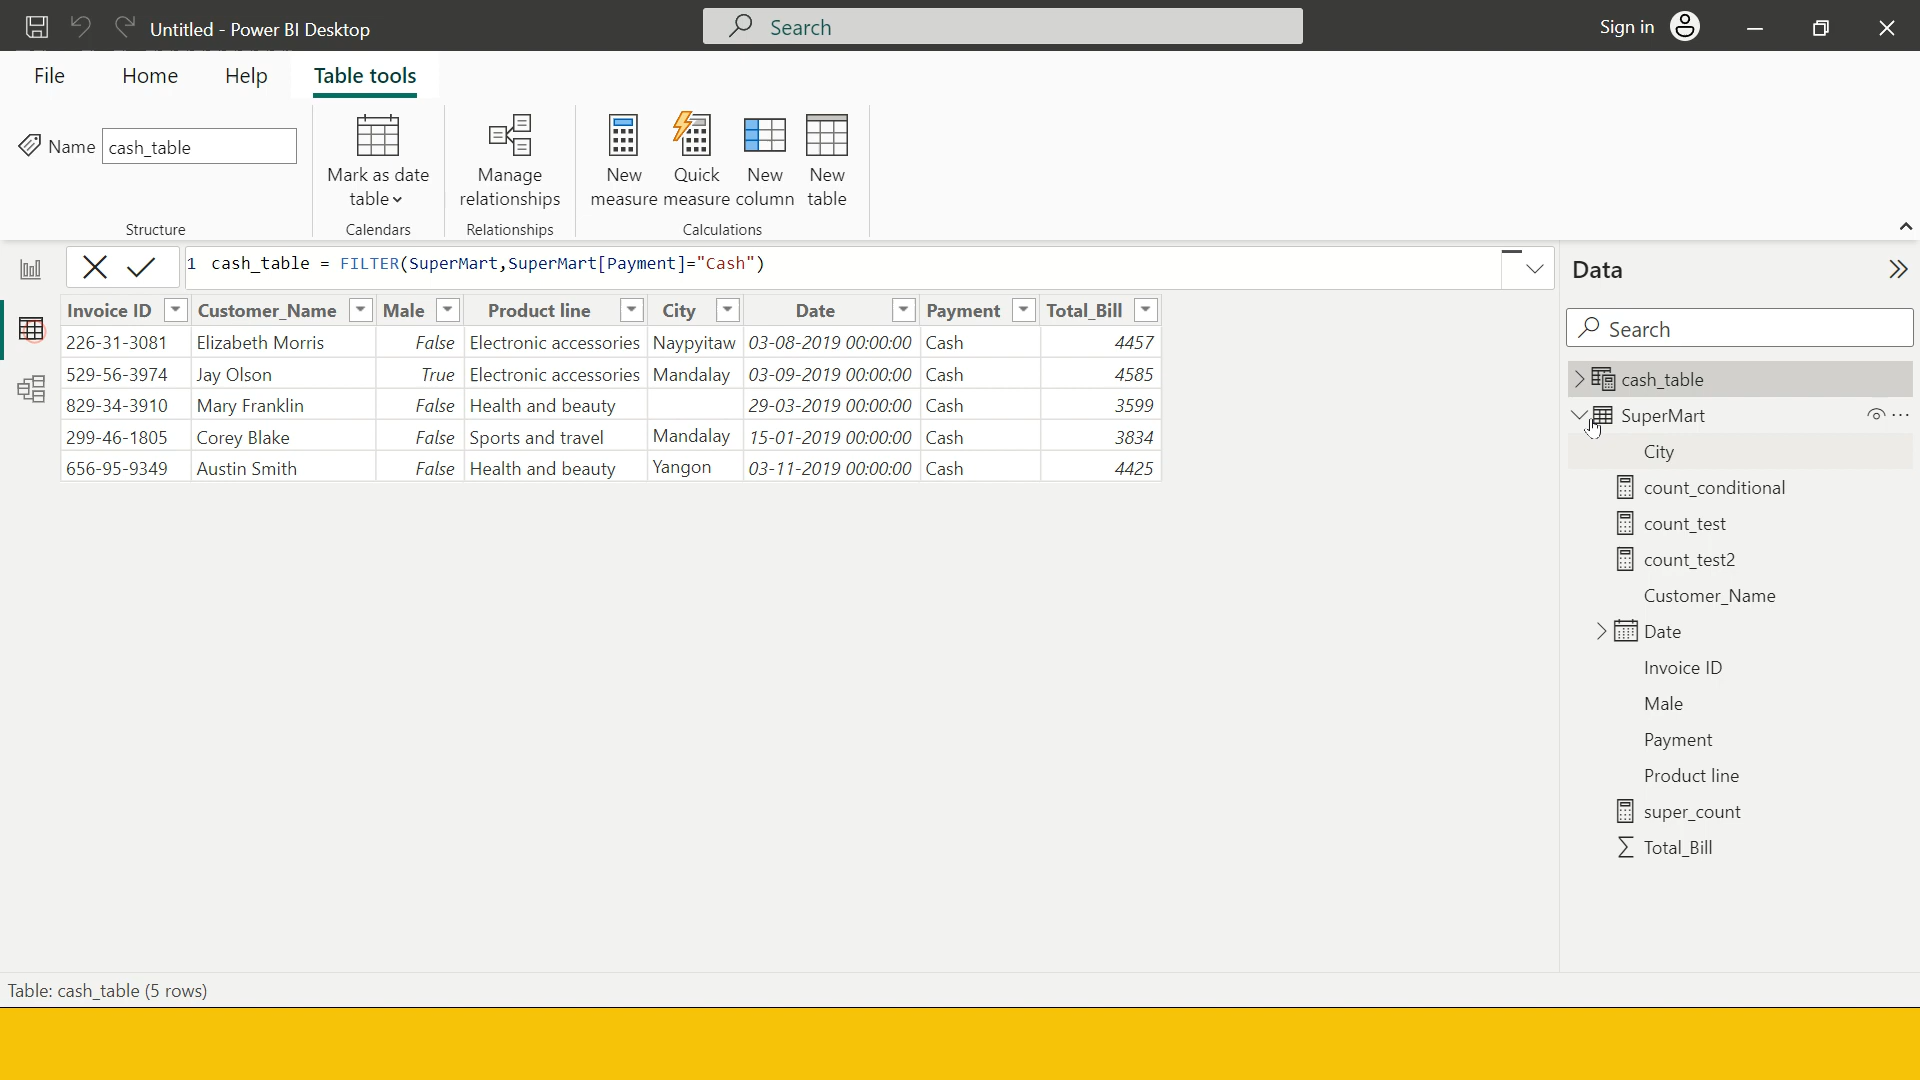 Untitled - Power BI Desktop
Search
Sign in
File Home Help Table tools
Name cash_table
Mark as date table
Manage relationships
New measure
Quick measure
New column
New table
Structure
Calendars
Relationships
Calculations
1 cash_table = FILTER(SuperMart,SuperMart[Payment]="Cash")
Invoice ID Customer_Name Male Product line City Date Payment Total_Bill
226-31-3081 Elizabeth Morris False Electronic accessories Naypyitaw 03-08-2019 00:00:00 Cash 4457
529-56-3974 Jay Olson True Electronic accessories Mandalay 03-09-2019 00:00:00 Cash 4585
829-34-3910 Mary Franklin False Health and beauty 29-03-2019 00:00:00 Cash 3599
299-46-1805 Corey Blake False Sports and travel Mandalay 15-01-2019 00:00:00 Cash 3834
656-95-9349 Austin Smith False Health and beauty Yangon 03-11-2019 00:00:00 Cash 4425
Data
Search
cash_table
SuperMart
City
count_conditional
count_test
count_test2
Customer_Name
Date
Invoice ID
Male
Payment
Product line
super_count
Total_Bill
Table: cash_table (5 rows)